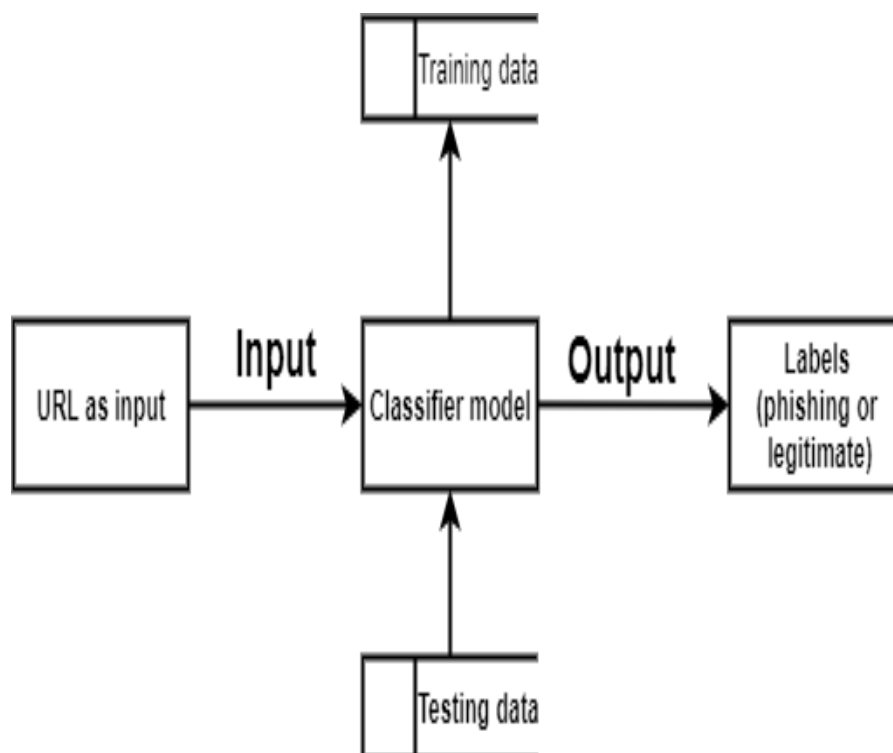 Training data
URL as input
Input
Classifier model
Output
Labels
(phishing or
legitimate)
Testing data